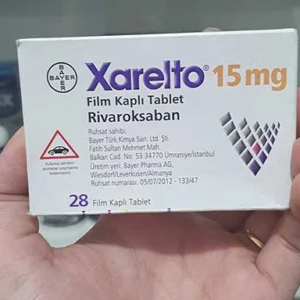 BAYER
BAYER
Xarelto® 15 mg
Film Kaplı Tablet
Rivaroksaban
Ruhsat sahibi:
Bayer Türk Kimya San. Ltd. Şti.
Fatih Sultan Mehmet Mah.
Balkan Cad. No: 53 34770 Ümraniye/İstanbul
Üretim yeri: Bayer Pharma AG,
Wiesdorf/Leverkusen/Almanya
Ruhsat numarası: 05/07/2012 - 133/47
28 Film Kaplı Tablet